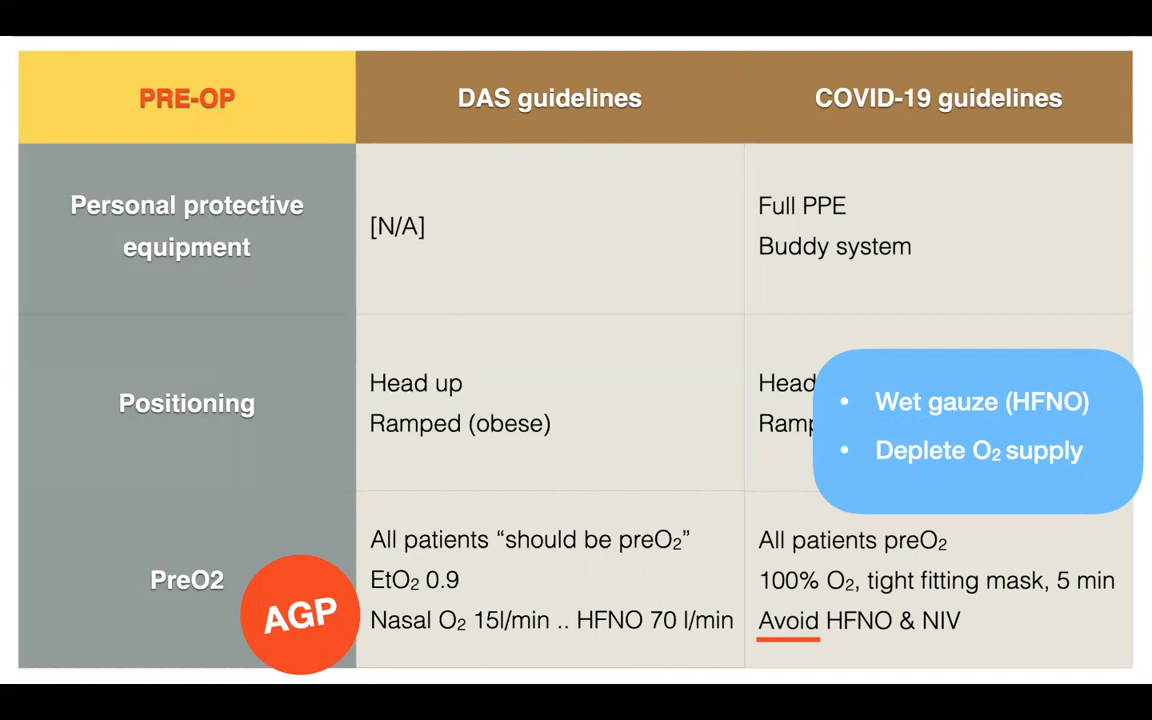 PRE-OP
DAS guidelines
COVID-19 guidelines
Personal protective
equipment
[N/A]
Full PPE
Buddy system
Positioning
Head up
Ramped (obese)
Head
• Wet gauze (HFNO)
• Deplete O₂ supply
PreO2
AGP
All patients “should be preO₂”
EtO₂ 0.9
Nasal O₂ 15l/min .. HFNO 70 l/min
All patients preO₂
100% O₂, tight fitting mask, 5 min
Avoid HFNO & NIV